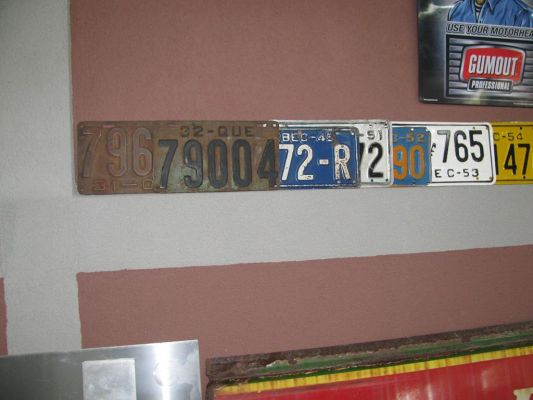 USE YOUR MOTORHEA
GUMOUT
PROFESSIONAL
796
31-
32-QUE
79004
BEC-48
72-R
-51
72
-52
90
765
EC-53
C-54
147